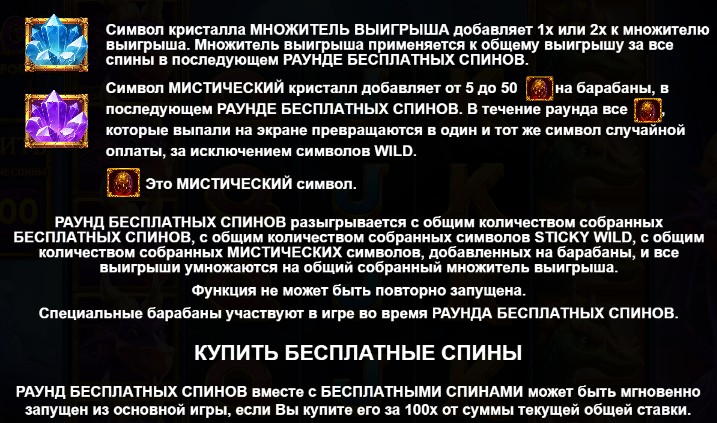 Символ кристалла МНОЖИТЕЛЬ ВЫИГРЫША добавляет 1x или 2x к множителю
выигрыша. Множитель выигрыша применяется к общему выигрышу за все
спины в последующем РАУНДЕ БЕСПЛАТНЫХ СПИНОВ.
Символ МИСТИЧЕСКИЙ кристалл добавляет от 5 до 50 на барабаны, в
последующем РАУНДЕ БЕСПЛАТНЫХ СПИНОВ. В течение раунда все ,
которые выпали на экране превращаются в один и тот же символ случайной
оплаты, за исключением символов WILD.
Это МИСТИЧЕСКИЙ символ.
РАУНД БЕСПЛАТНЫХ СПИНОВ разыгрывается с общим количеством собранных
БЕСПЛАТНЫХ СПИНОВ, с общим количеством собранных символов STICKY WILD, с общим
количеством собранных МИСТИЧЕСКИХ символов, добавленных на барабаны, и все
выигрыши умножаются на общий собранный множитель выигрыша.
Функция не может быть повторно запущена.
Специальные барабаны участвуют в игре во время РАУНДА БЕСПЛАТНЫХ СПИНОВ.
КУПИТЬ БЕСПЛАТНЫЕ СПИНЫ
РАУНД БЕСПЛАТНЫХ СПИНОВ вместе с БЕСПЛАТНЫМИ СПИНАМИ может быть мгновенно
запущен из основной игры, если Вы купите его за 100x от суммы текущей общей ставки.